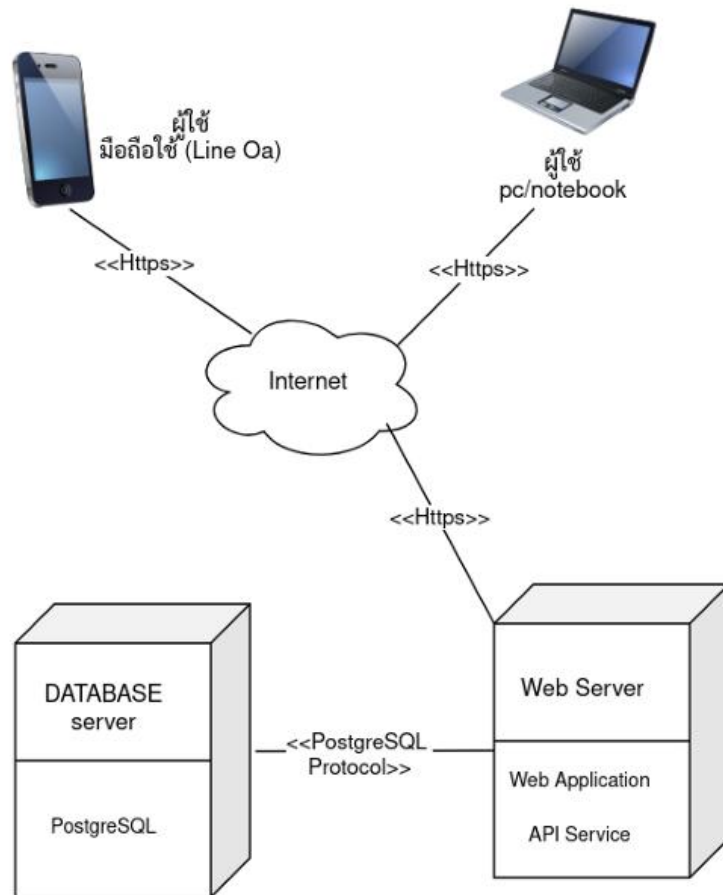 ผู้ใช้
มือถือใช้ (Line Oa)
ผู้ใช้
pc/notebook
<<Https>>
<<Https>>
Internet
<<Https>>
DATABASE
server
PostgreSQL
<<PostgreSQL
Protocol>>
Web Server
Web Application
API Service